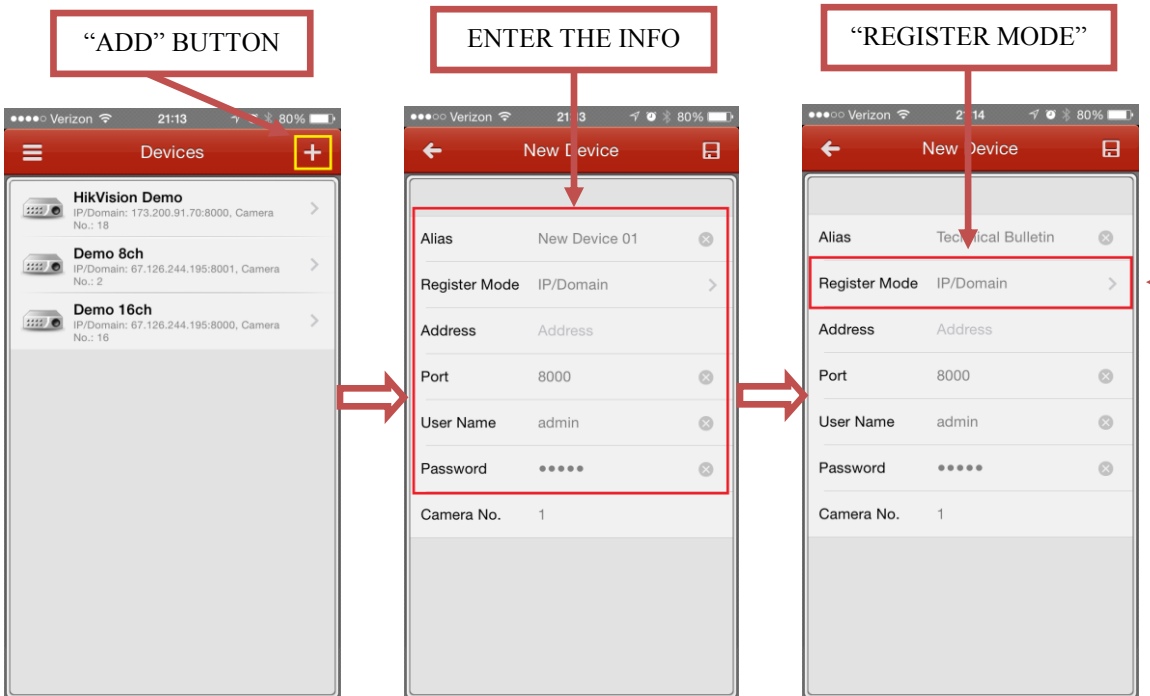 “ADD” BUTTON
ENTER THE INFO
“REGISTER MODE”
Verizon 21:13 80%
Devices
HikVision Demo
IP/Domain: 173.200.91.70:8000, Camera
No.: 18
Demo 8ch
IP/Domain: 67.126.244.195:8001, Camera
No.: 2
Demo 16ch
IP/Domain: 67.126.244.195:8000, Camera
No.: 16
Verizon 80%
New Device
Alias New Device 01
Register Mode IP/Domain
Address Address
Port 8000
User Name admin
Password •••••
Camera No. 1
Verizon 80%
New Device
Alias Technical Bulletin
Register Mode IP/Domain
Address Address
Port 8000
User Name admin
Password •••••
Camera No. 1